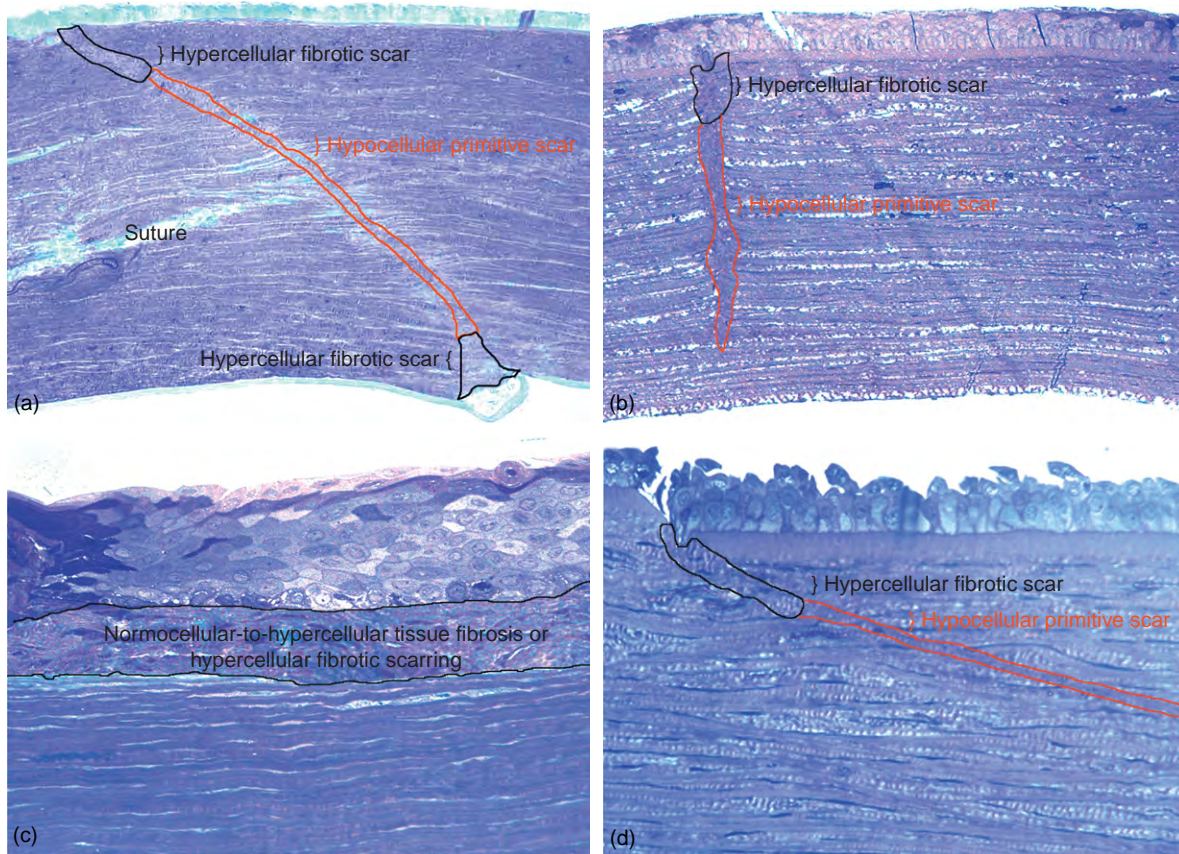 } Hypercellular fibrotic scar
} Hypocellular primitive scar
Suture
Hypercellular fibrotic scar {
(a)
} Hypercellular fibrotic scar
} Hypocellular primitive scar
(b)
Normocellular-to-hypercellular tissue fibrosis or
hypercellular fibrotic scarring
(c)
} Hypercellular fibrotic scar
} Hypocellular primitive scar
(d)